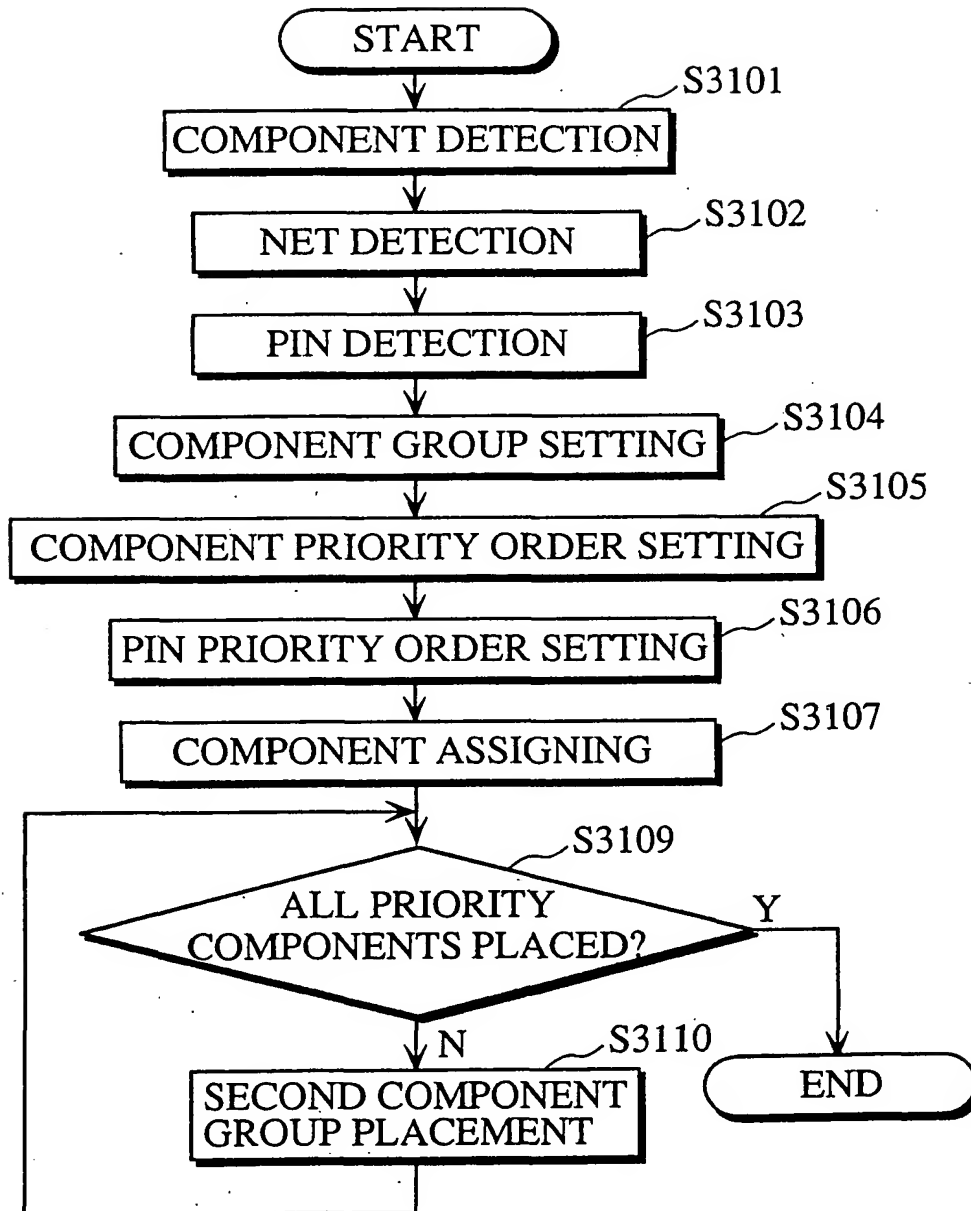 START
S3101
COMPONENT DETECTION
S3102
NET DETECTION
S3103
PIN DETECTION
S3104
COMPONENT GROUP SETTING
S3105
COMPONENT PRIORITY ORDER SETTING
S3106
PIN PRIORITY ORDER SETTING
S3107
COMPONENT ASSIGNING
S3109
ALL PRIORITY
COMPONENTS PLACED?
Y
N
S3110
SECOND COMPONENT
GROUP PLACEMENT
END